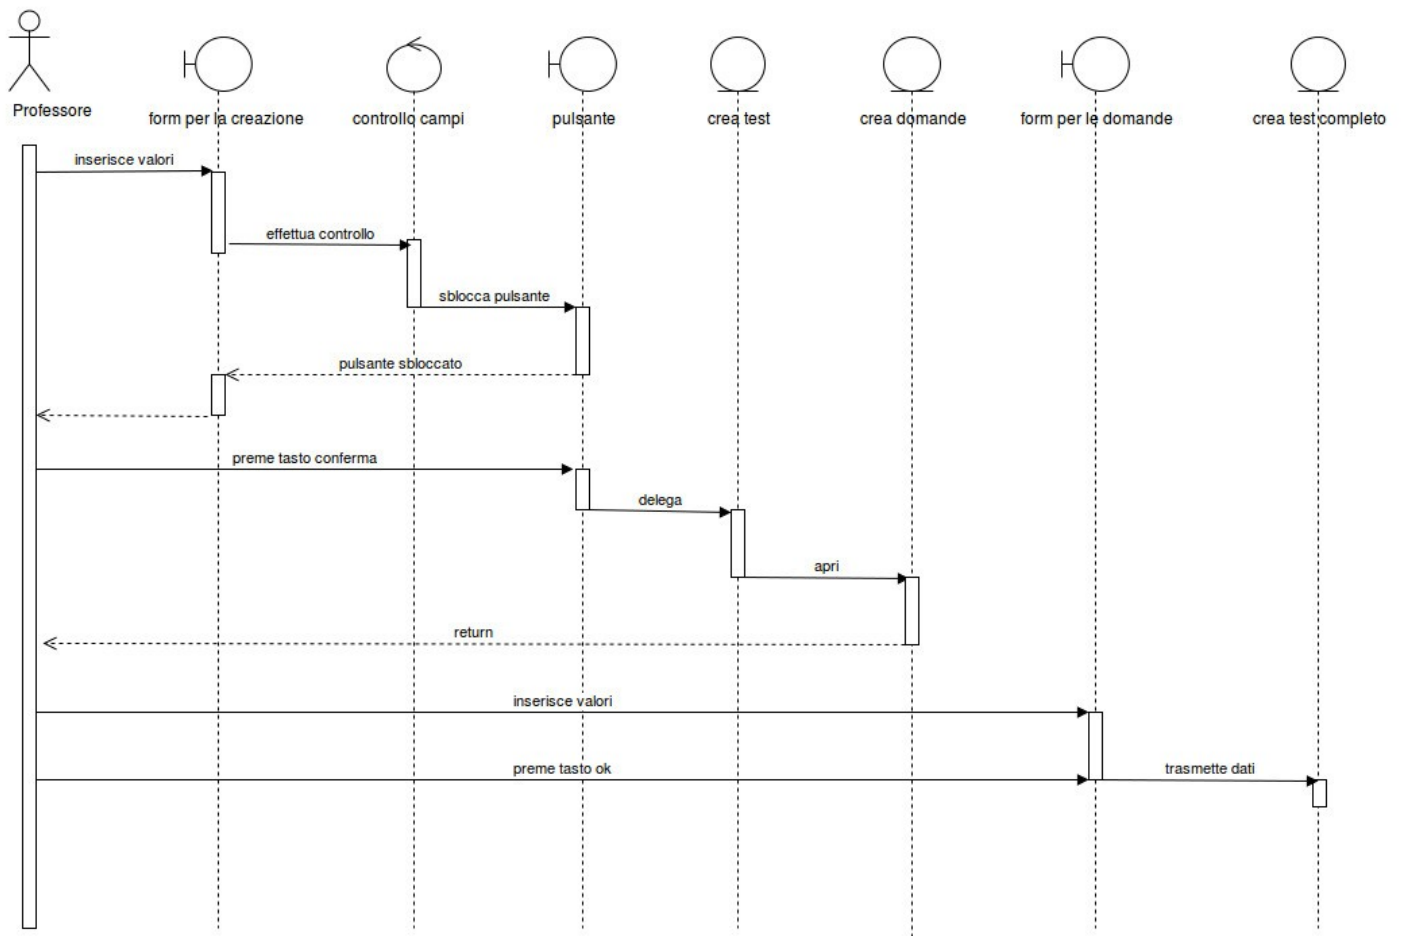 Professore
form per la creazione
controllo campi
pulsante
crea test
crea domande
form per le domande
crea test completo
inserisce valori
effettua controllo
sblocca pulsante
pulsante sbloccato
preme tasto conferma
delega
apri
return
inserisce valori
preme tasto ok
trasmette dati